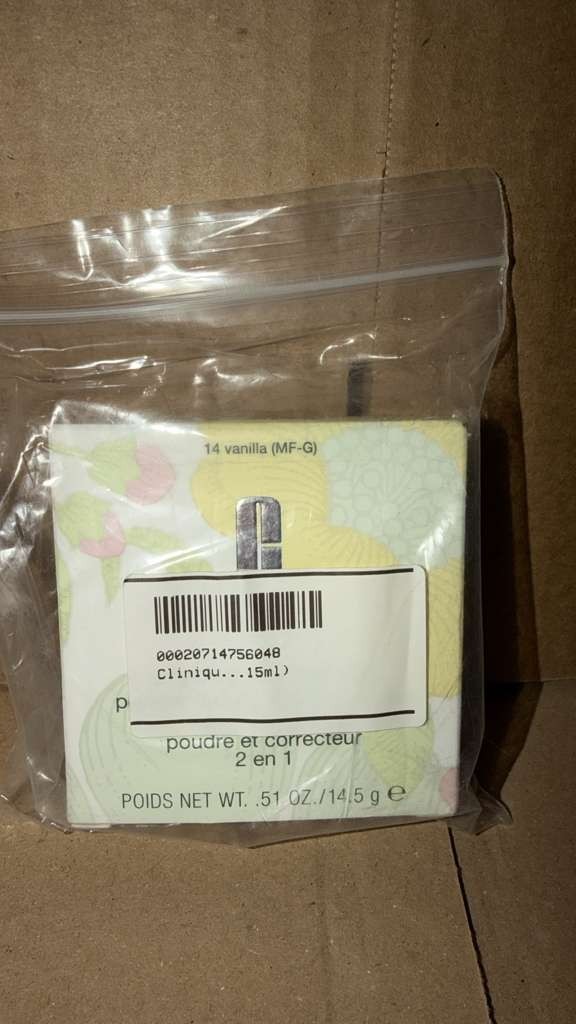 14 vanilla (MF-G)
C
00020714756048
Cliniqu...15ml)
poudre et correcteur
2 en 1
POIDS NET WT. .51 OZ./14.5 g ℮